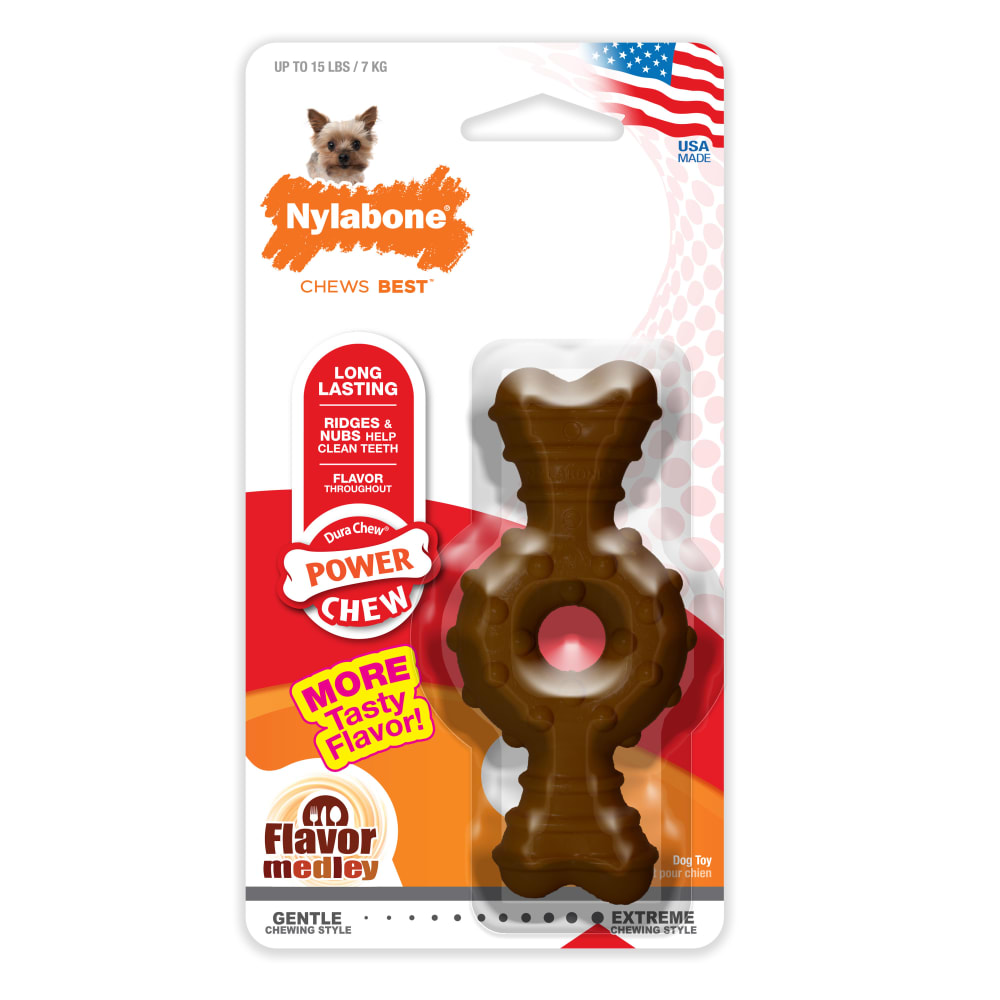 UP TO 15 LBS / 7 KG
USA
MADE
Nylabone®
CHEWS BEST™
LONG
LASTING
RIDGES &
NUBS HELP
CLEAN TEETH
FLAVOR
THROUGHOUT
Dura Chew®
POWER
CHEW
MORE
Tasty
Flavor!
Flavor
medley
Dog Toy
pour chien
GENTLE
CHEWING STYLE
EXTREME
CHEWING STYLE